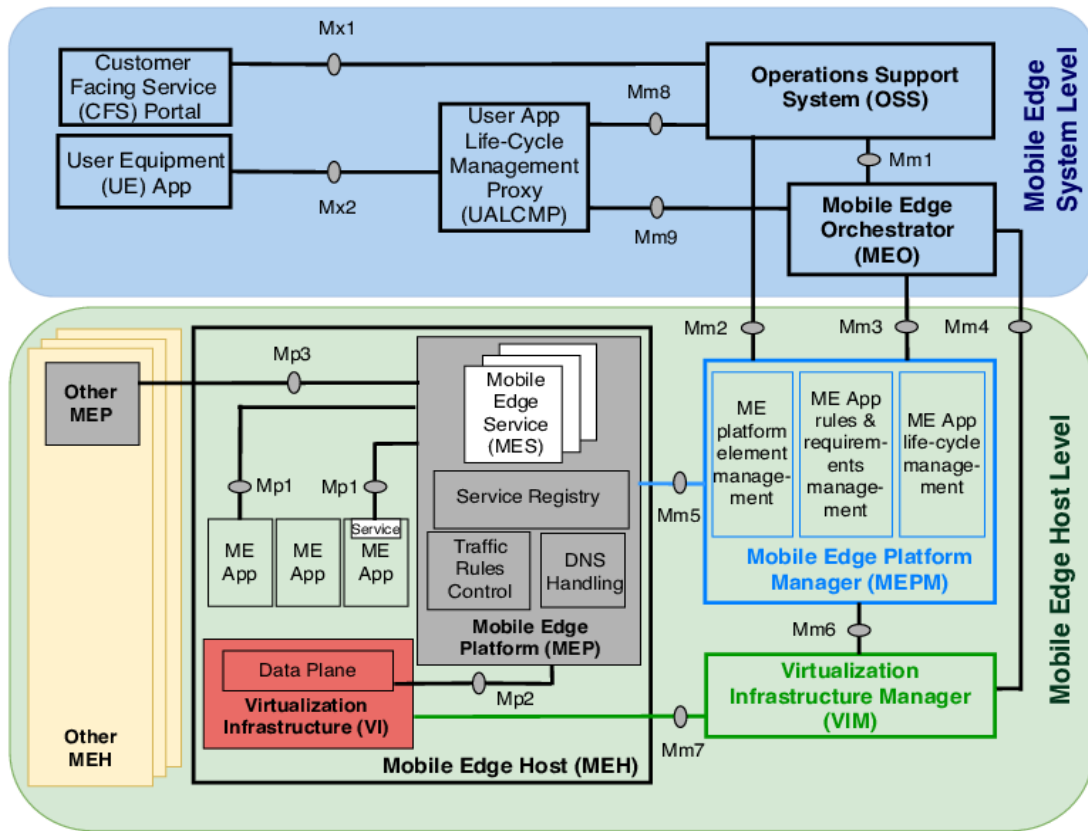 Mx1
Customer
Facing Service
(CFS) Portal
Operations Support
System (OSS)
Mm8
User App
Life-Cycle
Management
Proxy
(UALCMP)
User Equipment
(UE) App
Mx2
Mm1
Mm9
Mobile Edge
Orchestrator
(MEO)
Mobile Edge
System Level
Mm2
Mm3
Mm4
Mp3
Other
MEP
Mobile
Edge
Service
(MES)
Mp1
Mp1
Service Registry
Mm5
ME
platform
element
manage-
ment
ME App
rules &
require-
ments
manage-
ment
ME App
life-cycle
manage-
ment
Service
ME
App
ME
App
ME
App
Traffic
Rules
Control
DNS
Handling
Mobile Edge
Platform (MEP)
Mobile Edge Platform
Manager (MEPM)
Mm6
Data Plane
Virtualization
Infrastructure (VI)
Mp2
Virtualization
Infrastructure Manager
(VIM)
Mm7
Other
MEH
Mobile Edge Host (MEH)
Mobile Edge Host Level